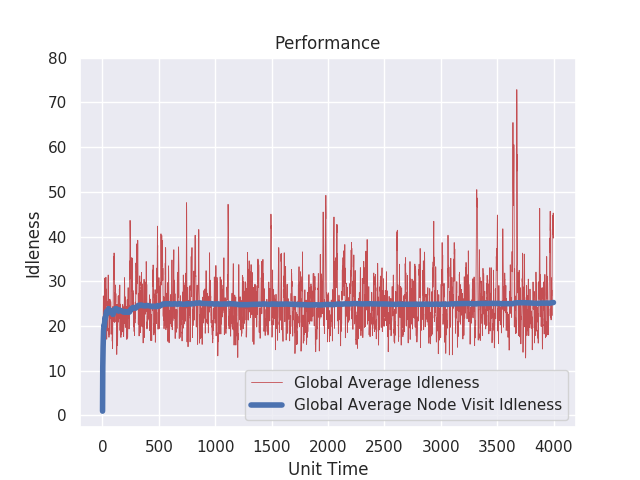 Performance
80
70
60
50
40
30
20
10
0
Idleness
Global Average Idleness
Global Average Node Visit Idleness
0 500 1000 1500 2000 2500 3000 3500 4000
Unit Time